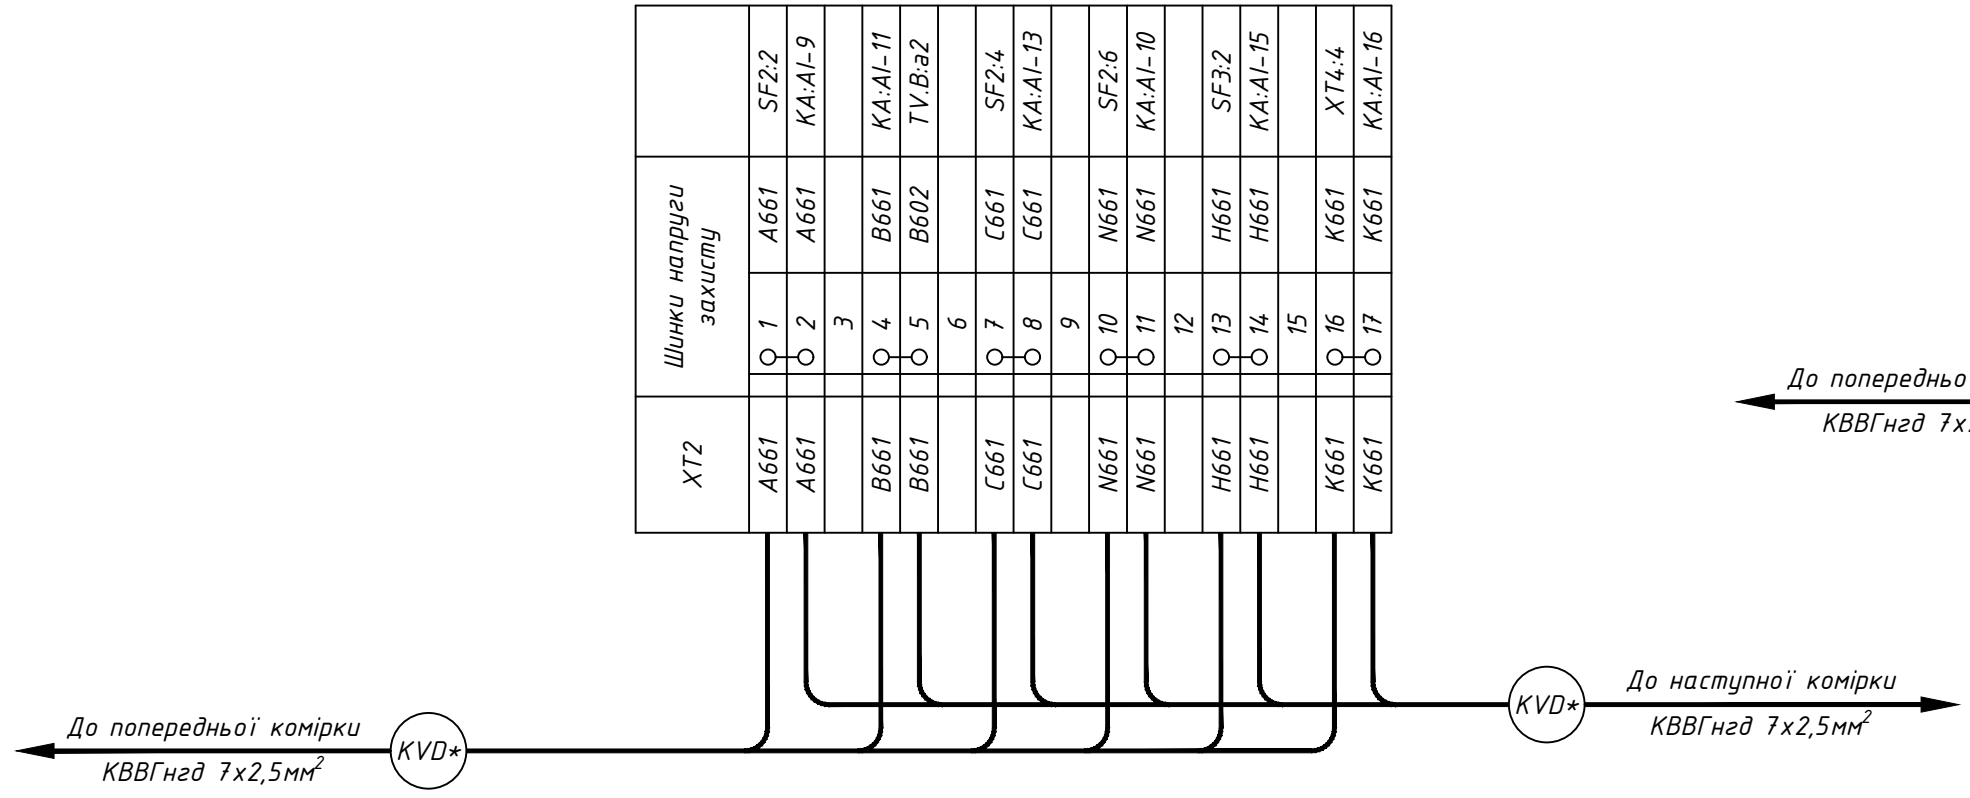 SF2:2
KA:AI-9
KA:AI-11
TV.B:a2
SF2:4
KA:AI-13
SF2:6
KA:AI-10
SF3:2
KA:AI-15
XT4:4
KA:AI-16
Шинки напруги
захисту
A661
A661
B661
B602
C661
C661
N661
N661
H661
H661
K661
K661
1
2
3
4
5
6
7
8
9
10
11
12
13
14
15
16
17
XT2
A661
A661
B661
B661
C661
C661
N661
N661
H661
H661
K661
K661
До попередньо
КВВГнгд 7х
До наступної комірки
KVD*
КВВГнгд 7х2,5мм²
До попередньої комірки
KVD*
КВВГнгд 7х2,5мм²